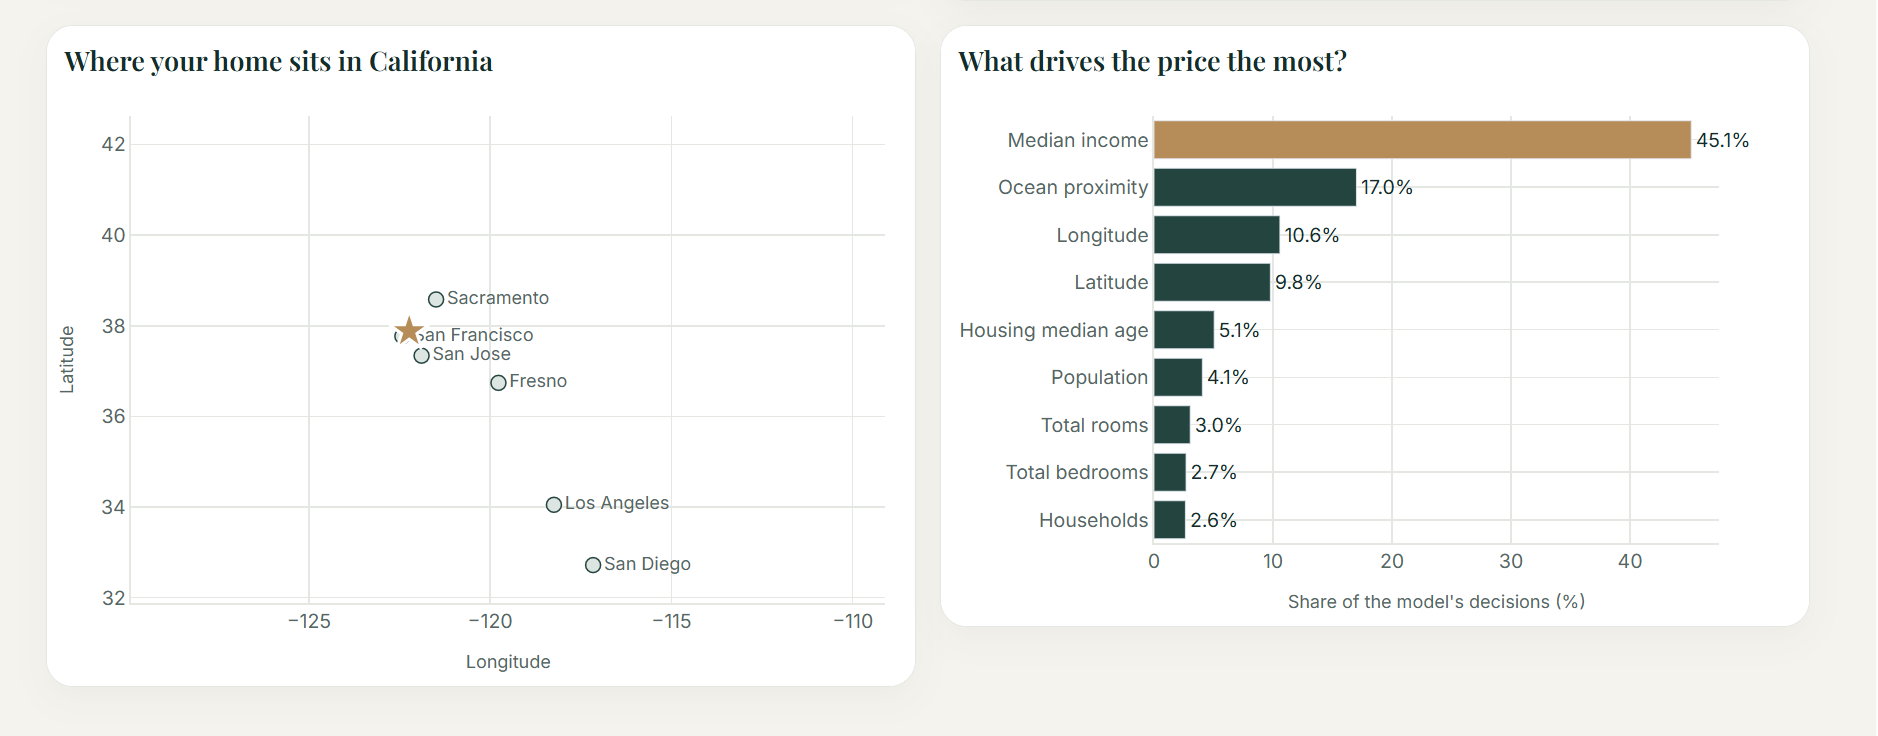 Where your home sits in California
42
40
38
36
34
32
Latitude
Sacramento
San Francisco
San Jose
Fresno
Los Angeles
San Diego
−125
−120
−115
−110
Longitude
What drives the price the most?
Median income 45.1%
Ocean proximity 17.0%
Longitude 10.6%
Latitude 9.8%
Housing median age 5.1%
Population 4.1%
Total rooms 3.0%
Total bedrooms 2.7%
Households 2.6%
0 10 20 30 40
Share of the model's decisions (%)